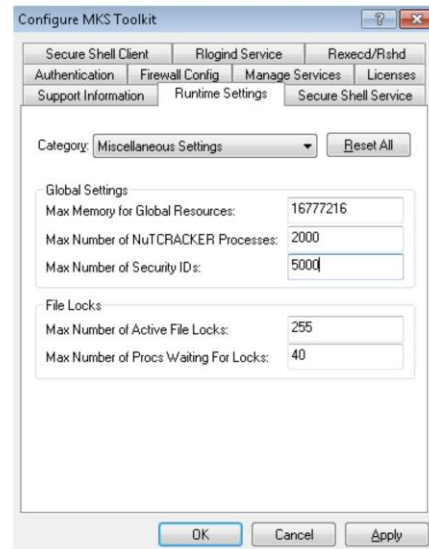 Configure MKS Toolkit
Secure Shell Client Rlogind Service Rexecd/Rshd
Authentication Firewall Config Manage Services Licenses
Support Information Runtime Settings Secure Shell Service
Category: Miscellaneous Settings Reset All
Global Settings
Max Memory for Global Resources: 16777216
Max Number of NuTCRACKER Processes: 2000
Max Number of Security IDs: 5000
File Locks
Max Number of Active File Locks: 255
Max Number of Procs Waiting For Locks: 40
OK Cancel Apply